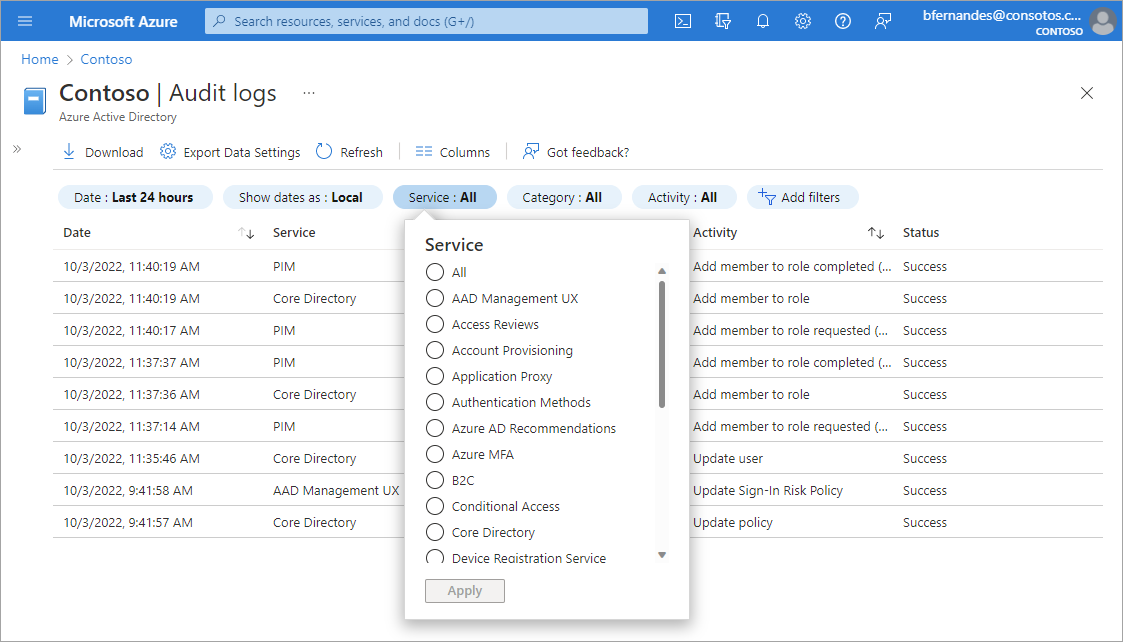 Microsoft Azure
Search resources, services, and docs (G+/)
bfernandes@consotos.c...
CONTOSO
Home > Contoso
Contoso | Audit logs ...
Azure Active Directory
Download Export Data Settings Refresh Columns Got feedback?
Date : Last 24 hours Show dates as : Local Service : All Category : All Activity : All Add filters
Date Service Activity Status
10/3/2022, 11:40:19 AM PIM Add member to role completed (... Success
10/3/2022, 11:40:19 AM Core Directory Add member to role Success
10/3/2022, 11:40:17 AM PIM Add member to role requested (... Success
10/3/2022, 11:37:37 AM PIM Add member to role completed (... Success
10/3/2022, 11:37:36 AM Core Directory Add member to role Success
10/3/2022, 11:37:14 AM PIM Add member to role requested (... Success
10/3/2022, 11:35:46 AM Core Directory Update user Success
10/3/2022, 9:41:58 AM AAD Management UX Update Sign-In Risk Policy Success
10/3/2022, 9:41:57 AM Core Directory Update policy Success
Service
All
AAD Management UX
Access Reviews
Account Provisioning
Application Proxy
Authentication Methods
Azure AD Recommendations
Azure MFA
B2C
Conditional Access
Core Directory
Device Registration Service
Apply